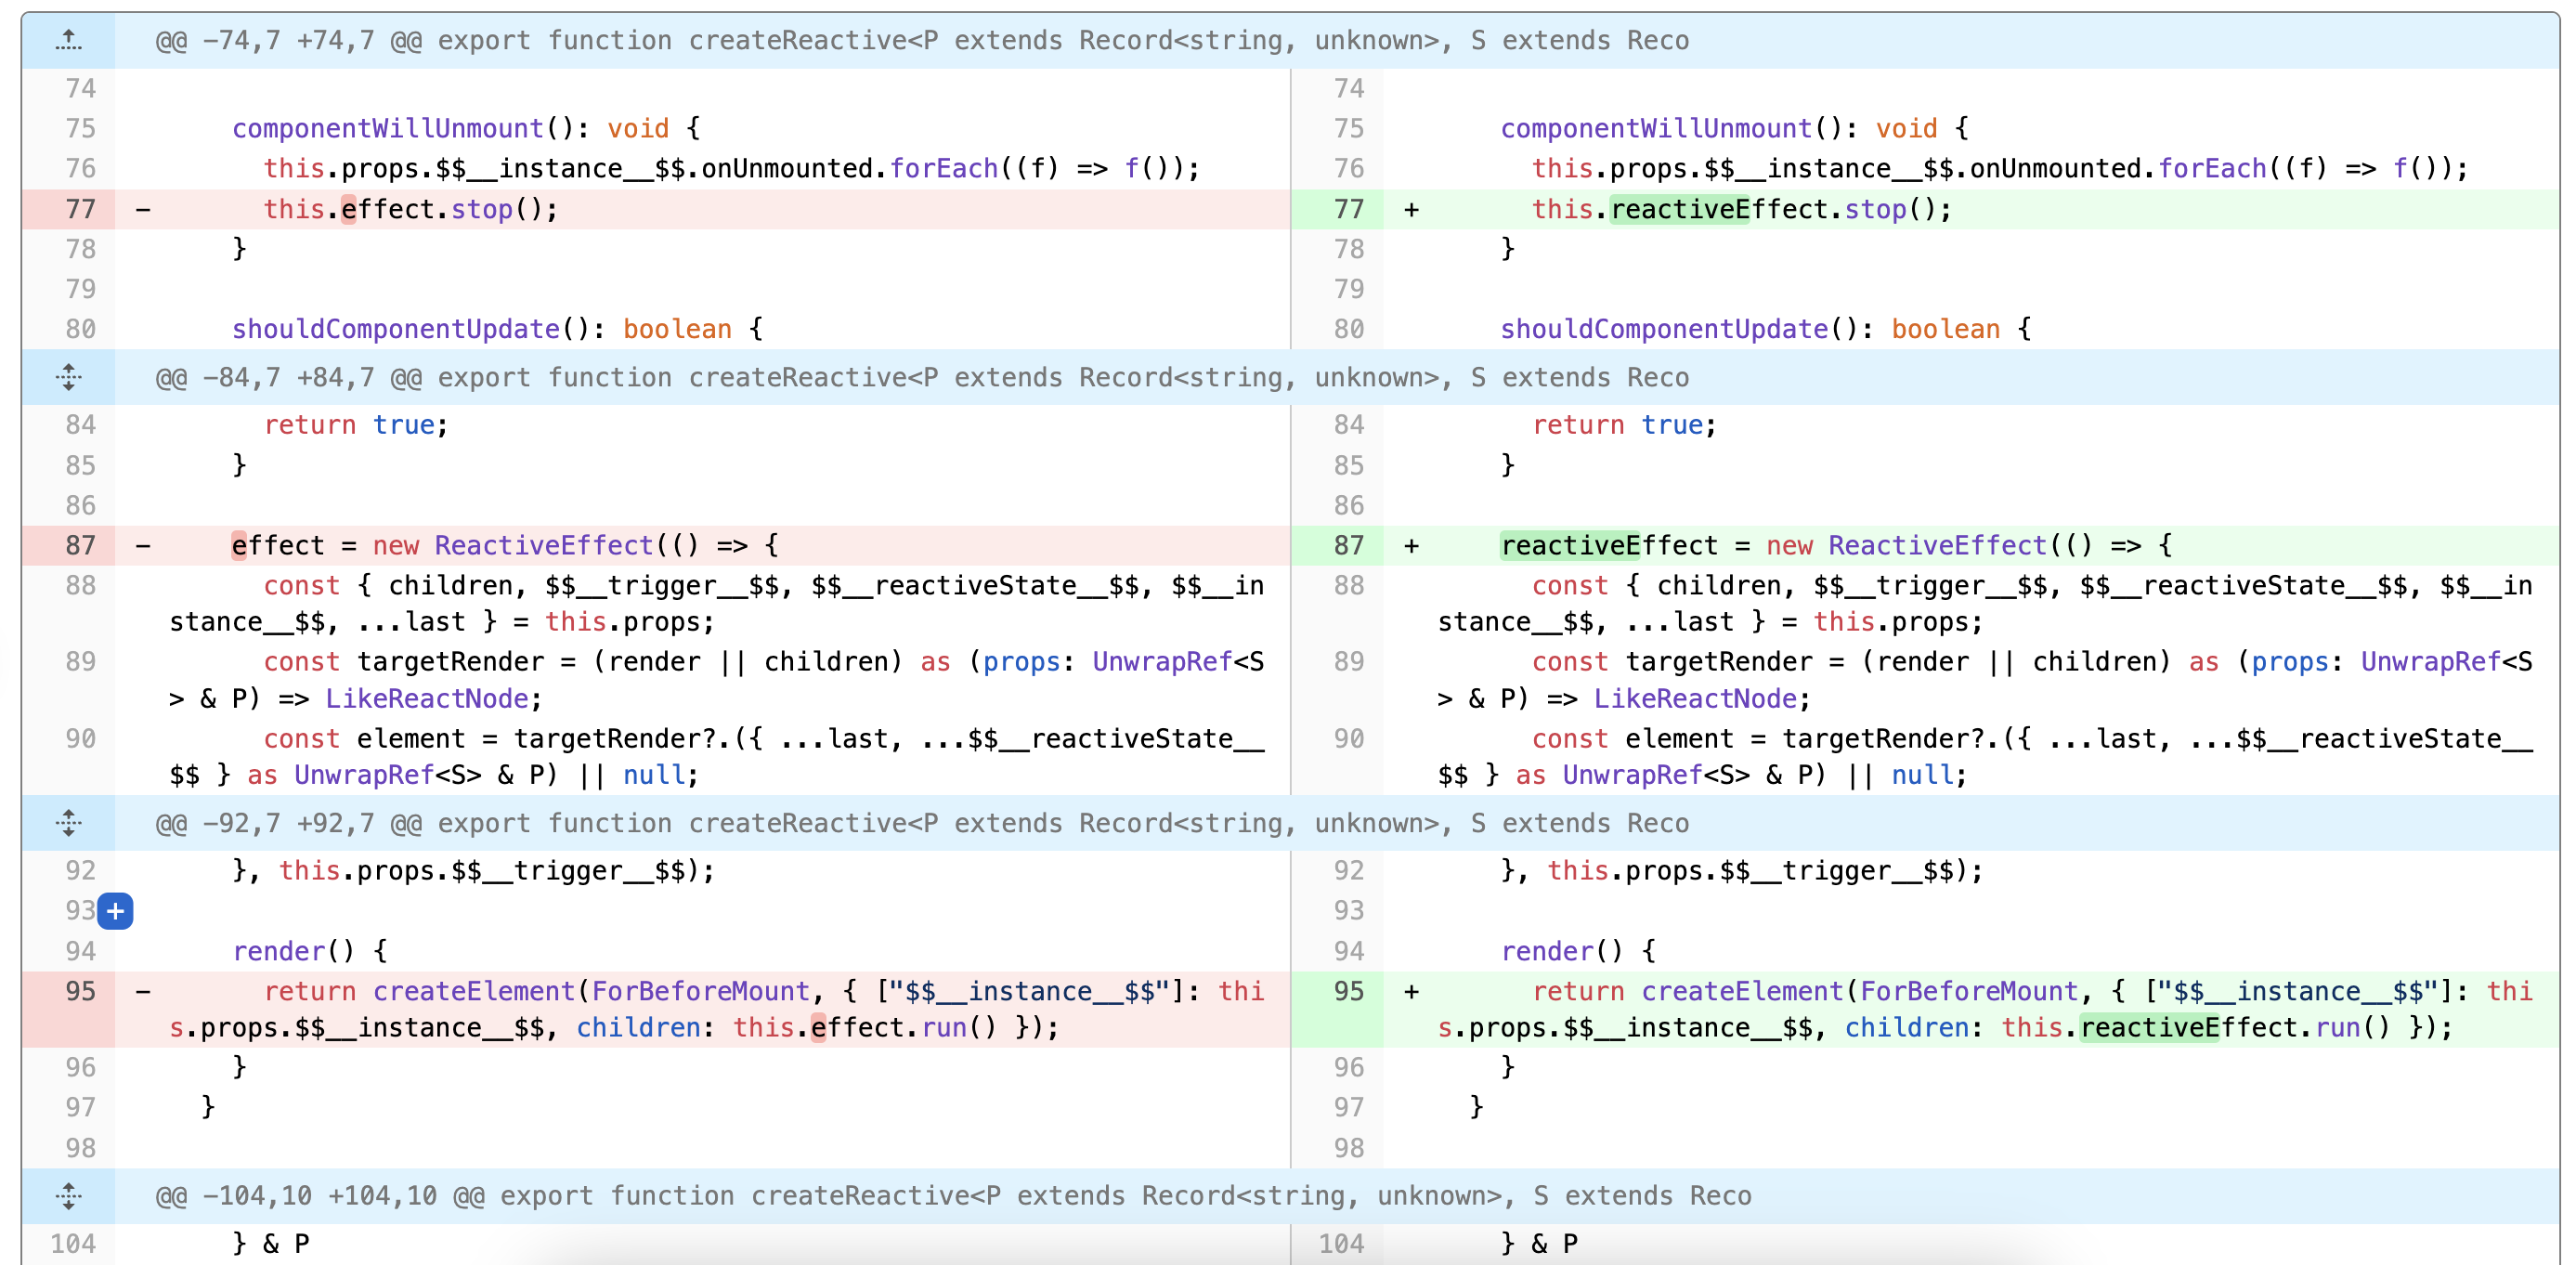 @@ -74,7 +74,7 @@ export function createReactive<P extends Record<string, unknown>, S extends Reco
74
74
75 componentWillUnmount(): void {
75 componentWillUnmount(): void {
76 this.props.$$__instance__$$.onUnmounted.forEach((f) => f());
76 this.props.$$__instance__$$.onUnmounted.forEach((f) => f());
77 - this.effect.stop();
77 + this.reactiveEffect.stop();
78 }
78 }
79
79
80 shouldComponentUpdate(): boolean {
80 shouldComponentUpdate(): boolean {
@@ -84,7 +84,7 @@ export function createReactive<P extends Record<string, unknown>, S extends Reco
84 return true;
84 return true;
85 }
85 }
86
86
87 - effect = new ReactiveEffect(() => {
87 + reactiveEffect = new ReactiveEffect(() => {
88 const { children, $$__trigger__$$, $$__reactiveState__$$, $$__in
stance__$$, ...last } = this.props;
88 const { children, $$__trigger__$$, $$__reactiveState__$$, $$__in
stance__$$, ...last } = this.props;
89 const targetRender = (render || children) as (props: UnwrapRef<S
> & P) => LikeReactNode;
89 const targetRender = (render || children) as (props: UnwrapRef<S
> & P) => LikeReactNode;
90 const element = targetRender?.({ ...last, ...$$__reactiveState__
$$ } as UnwrapRef<S> & P) || null;
90 const element = targetRender?.({ ...last, ...$$__reactiveState__
$$ } as UnwrapRef<S> & P) || null;
@@ -92,7 +92,7 @@ export function createReactive<P extends Record<string, unknown>, S extends Reco
92 }, this.props.$$__trigger__$$);
92 }, this.props.$$__trigger__$$);
93 +
93
94 render() {
94 render() {
95 - return createElement(ForBeforeMount, { ["$$__instance__$$"]: thi
s.props.$$__instance__$$, children: this.effect.run() });
95 + return createElement(ForBeforeMount, { ["$$__instance__$$"]: thi
s.props.$$__instance__$$, children: this.reactiveEffect.run() });
96 }
96 }
97 }
97 }
98
98
@@ -104,10 +104,10 @@ export function createReactive<P extends Record<string, unknown>, S extends Reco
104 } & P
104 } & P